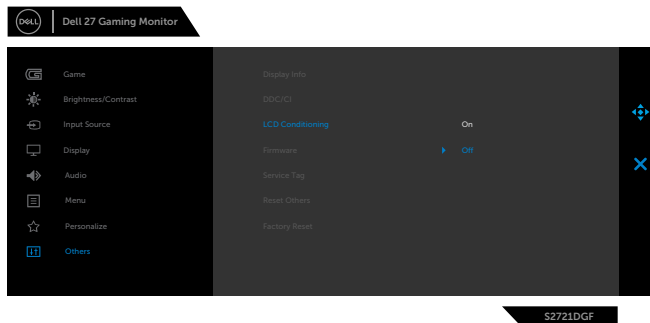 DELL
Dell 27 Gaming Monitor
Game
Display Info
Brightness/Contrast
DDC/CI
Input Source
LCD Conditioning
On
Display
Firmware
Off
Audio
Service Tag
Menu
Reset Others
Personalize
Factory Reset
Others
S2721DGF